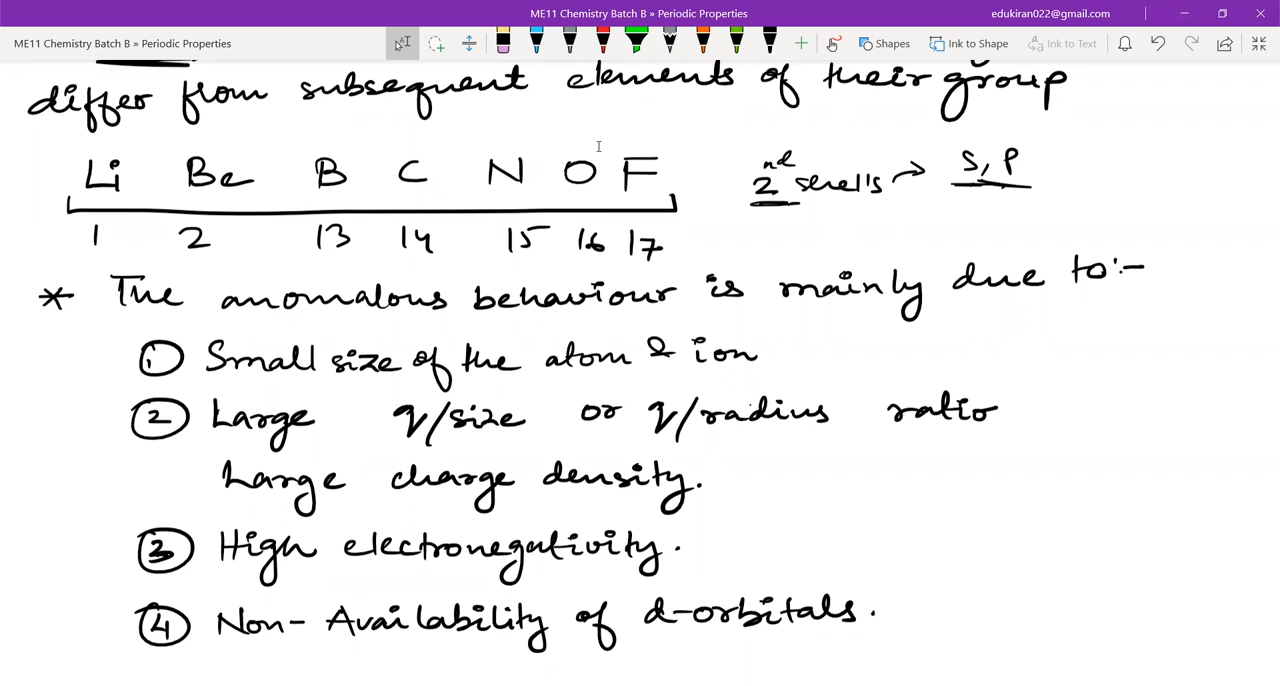 ME11 Chemistry Batch B » Periodic Properties
edukiran022@gmail.com
ME11 Chemistry Batch B » Periodic Properties
Shapes
Ink to Shape
Ink to Text
differ from subsequent elements of their group
Li Be B C N O F
2nd shells → S, P
1 2 13 14 15 16 17
* The anomalous behaviour is mainly due to:-
① Small size of the atom & ion
② Large q/size or q/radius ratio
Large charge density.
③ High electronegativity.
④ Non-Availability of d-orbitals.